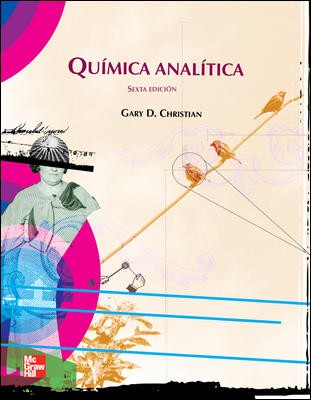 QUÍMICA ANALÍTICA
SEXTA EDICIÓN
GARY D. CHRISTIAN
Mc
Graw
Hill